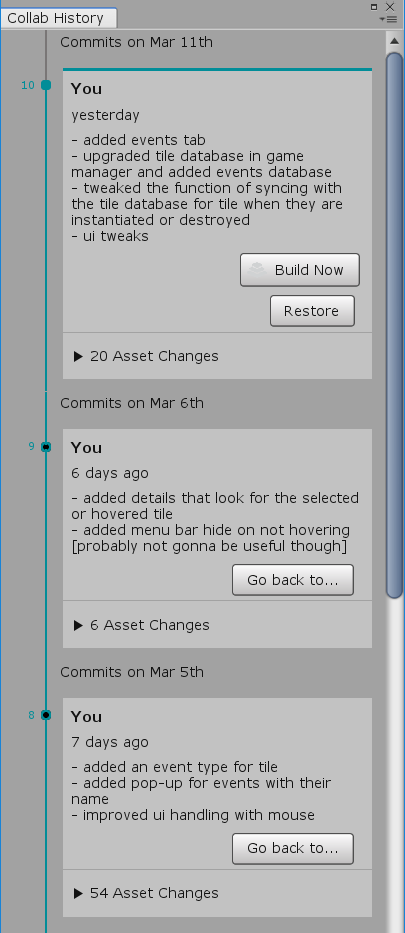 Collab History
Commits on Mar 11th
10
You
yesterday
- added events tab
- upgraded tile database in game
manager and added events database
- tweaked the function of syncing with
the tile database for tile when they are
instantiated or destroyed
- ui tweaks
Build Now
Restore
20 Asset Changes
Commits on Mar 6th
9
You
6 days ago
- added details that look for the selected
or hovered tile
- added menu bar hide on not hovering
[probably not gonna be useful though]
Go back to...
6 Asset Changes
Commits on Mar 5th
8
You
7 days ago
- added an event type for tile
- added pop-up for events with their
name
- improved ui handling with mouse
Go back to...
54 Asset Changes